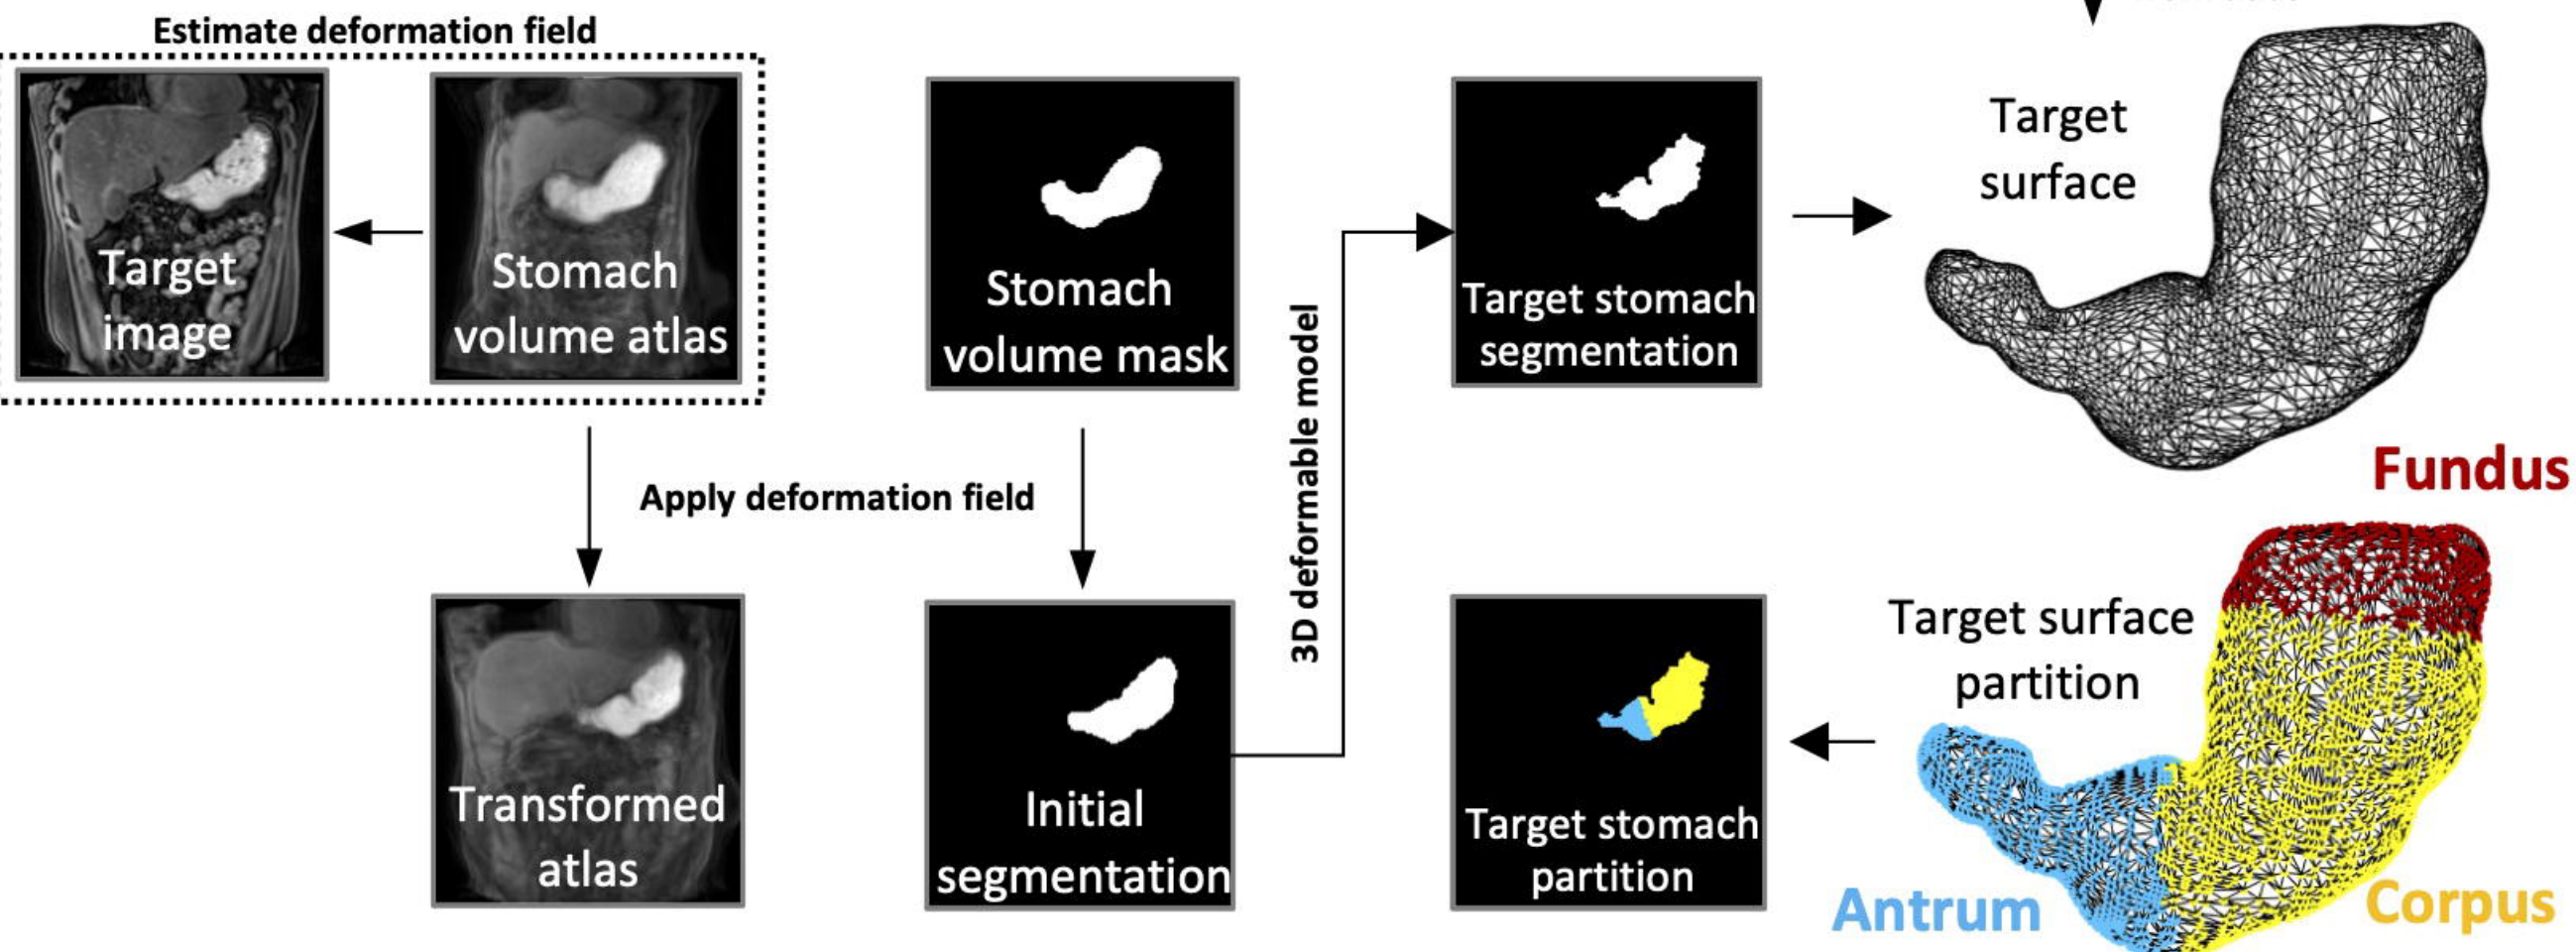 Estimate deformation field
Target
image
Stomach
volume atlas
Stomach
volume mask
Target stomach
segmentation
Target
surface
3D deformable model
Apply deformation field
Fundus
Transformed
atlas
Initial
segmentation
Target stomach
partition
Target surface
partition
Antrum
Corpus